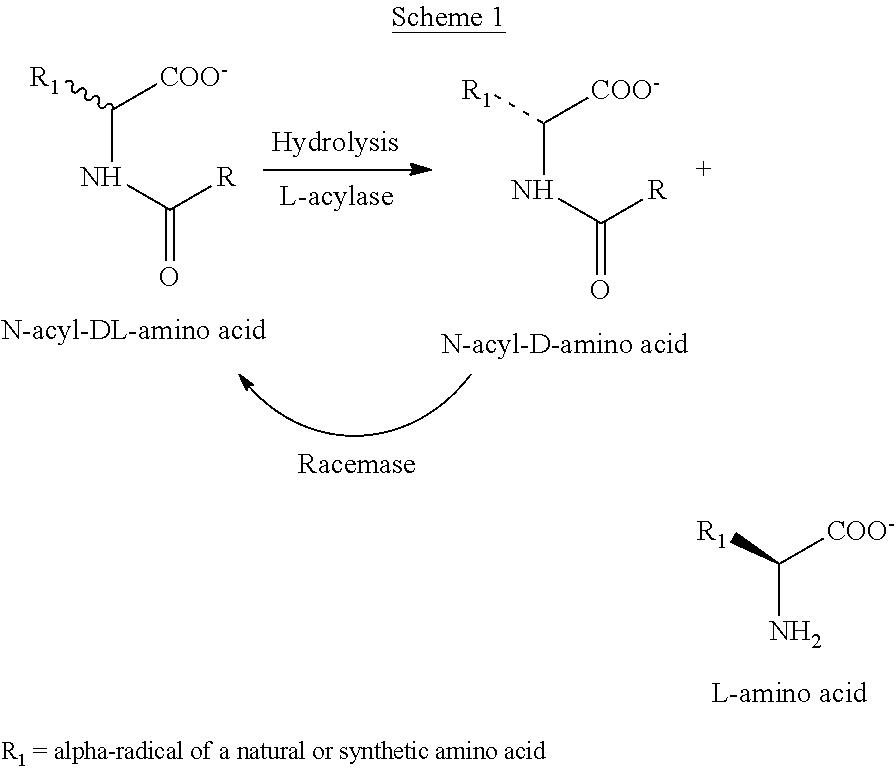 Scheme 1
R1 COO-
NH R
O
N-acyl-DL-amino acid
Hydrolysis
L-acylase
R1 COO-
NH R
O
N-acyl-D-amino acid
+
Racemase
R1 COO-
NH2
L-amino acid
R1 = alpha-radical of a natural or synthetic amino acid